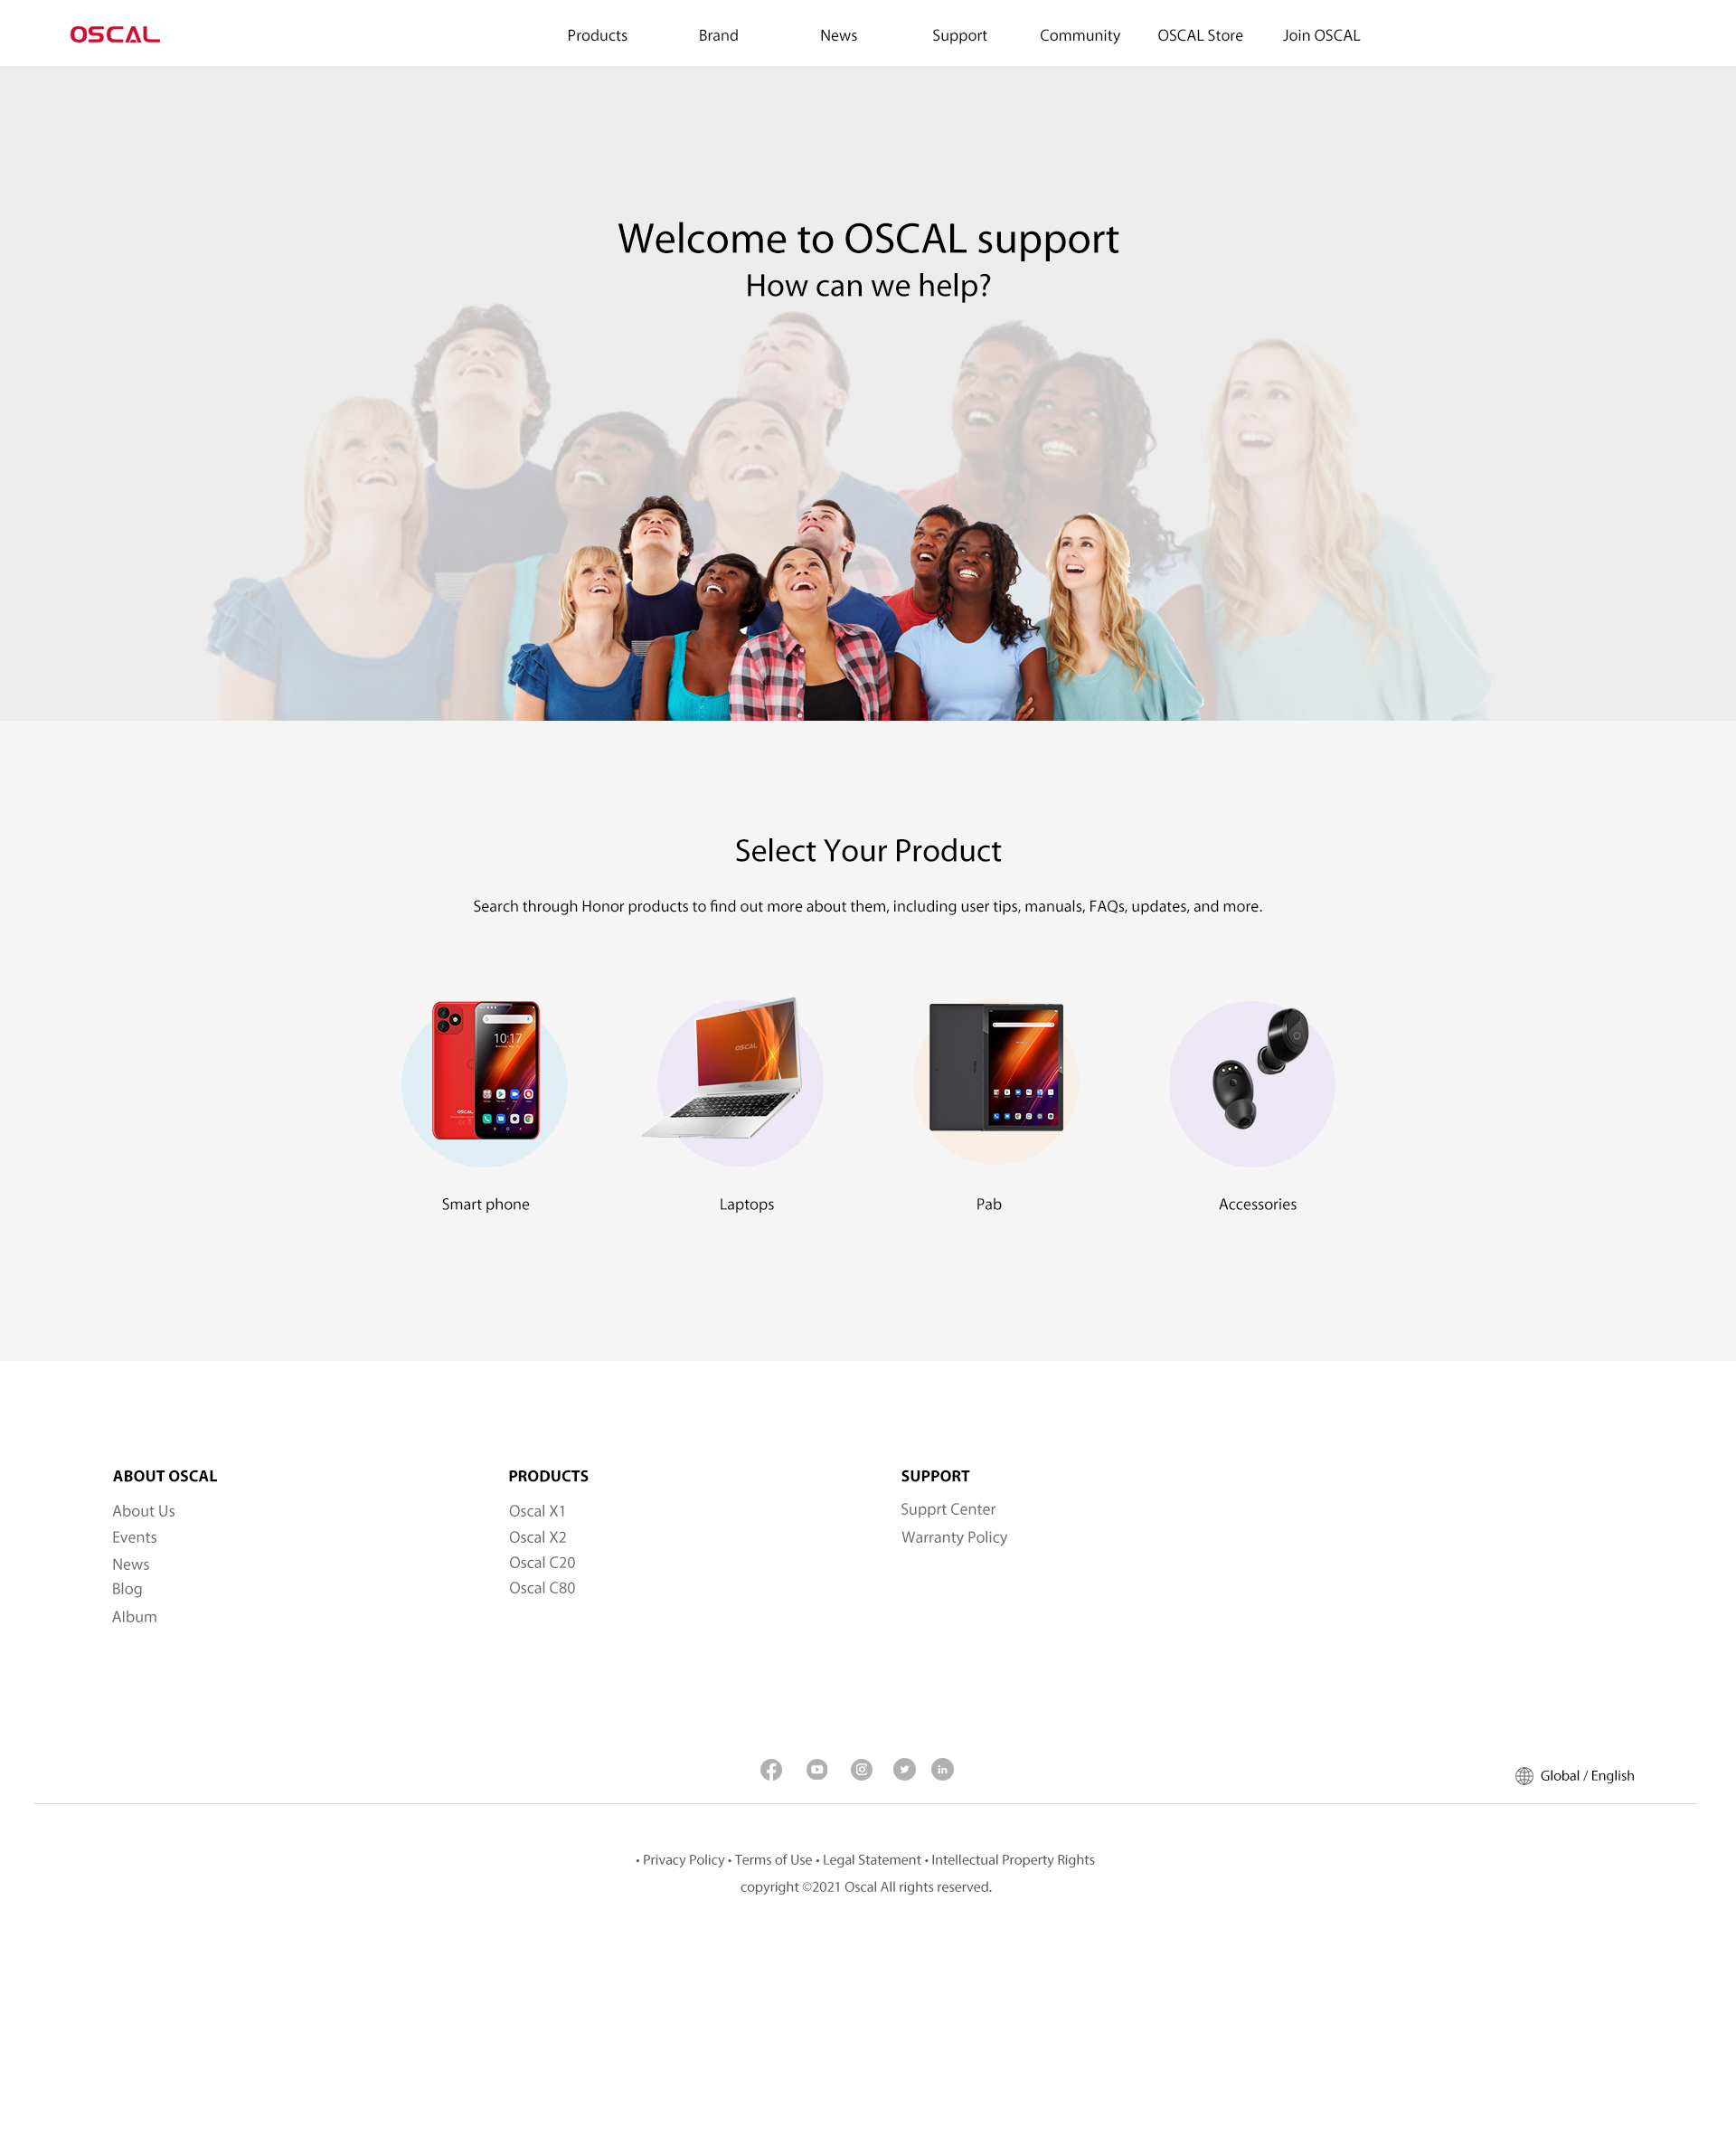 OSCAL
Products Brand News Support Community OSCAL Store Join OSCAL
Welcome to OSCAL support
How can we help?
Select Your Product
Search through Honor products to find out more about them, including user tips, manuals, FAQs, updates, and more.
10:17
OSCAL
OSCAL
Smart phone
Laptops
Pab
Accessories
ABOUT OSCAL
About Us
Events
News
Blog
Album
PRODUCTS
Oscal X1
Oscal X2
Oscal C20
Oscal C80
SUPPORT
Supprt Center
Warranty Policy
Global / English
• Privacy Policy • Terms of Use • Legal Statement • Intellectual Property Rights
copyright ©2021 Oscal All rights reserved.